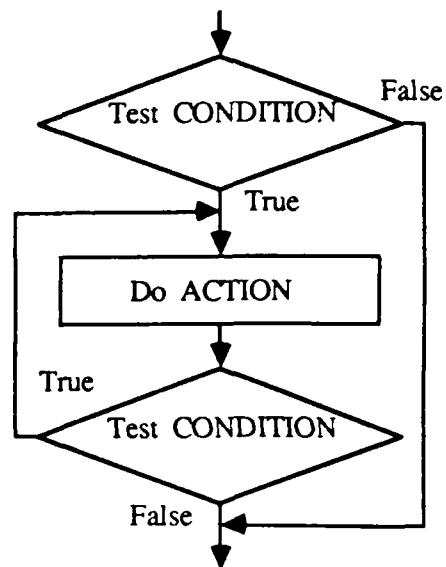 False
Test CONDITION
True
Do ACTION
True
Test CONDITION
False